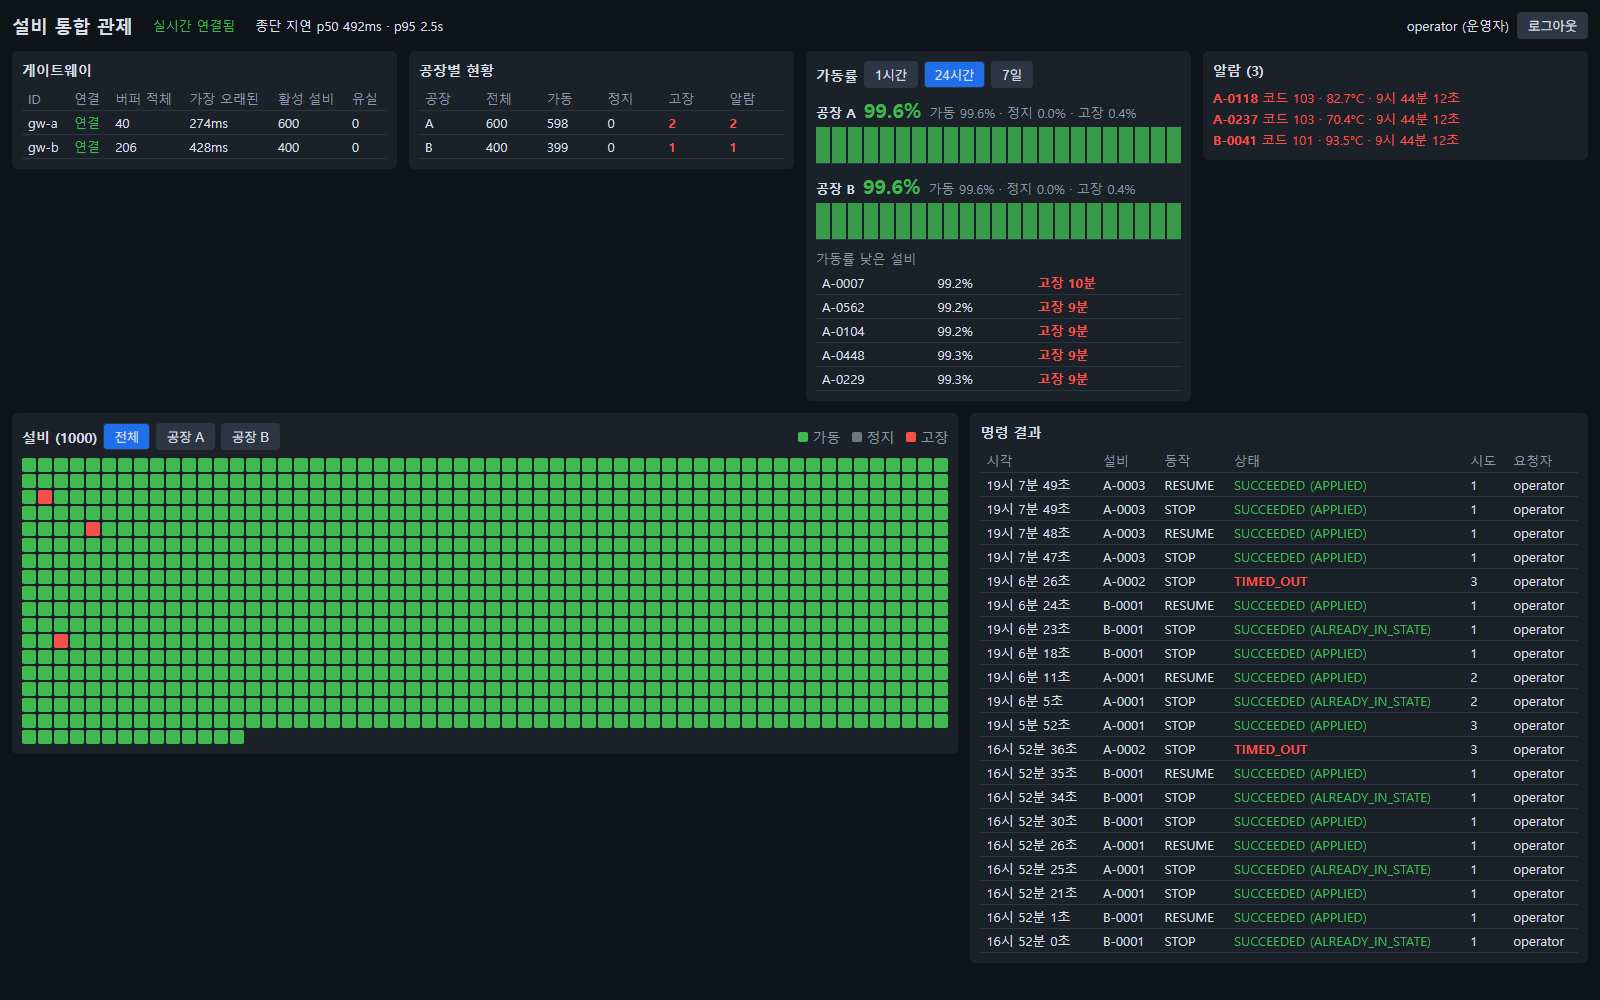 설비 통합 관제 실시간 연결됨 종단 지연 p50 492ms · p95 2.5s operator (운영자) 로그아웃
게이트웨이
ID 연결 버퍼 적체 가장 오래된 활성 설비 유실
gw-a 연결 40 274ms 600 0
gw-b 연결 206 428ms 400 0
공장별 현황
공장 전체 가동 정지 고장 알람
A 600 598 0 2 2
B 400 399 0 1 1
가동률 1시간 24시간 7일
공장 A 99.6% 가동 99.6% · 정지 0.0% · 고장 0.4%
공장 B 99.6% 가동 99.6% · 정지 0.0% · 고장 0.4%
가동률 낮은 설비
A-0007 99.2% 고장 10분
A-0562 99.2% 고장 9분
A-0104 99.2% 고장 9분
A-0448 99.3% 고장 9분
A-0229 99.3% 고장 9분
알람 (3)
A-0118 코드 103 · 82.7°C · 9시 44분 12초
A-0237 코드 103 · 70.4°C · 9시 44분 12초
B-0041 코드 101 · 93.5°C · 9시 44분 12초
설비 (1000) 전체 공장 A 공장 B 가동 정지 고장
명령 결과
시각 설비 동작 상태 시도 요청자
19시 7분 49초 A-0003 RESUME SUCCEEDED (APPLIED) 1 operator
19시 7분 49초 A-0003 STOP SUCCEEDED (APPLIED) 1 operator
19시 7분 48초 A-0003 RESUME SUCCEEDED (APPLIED) 1 operator
19시 7분 47초 A-0003 STOP SUCCEEDED (APPLIED) 1 operator
19시 6분 26초 A-0002 STOP TIMED_OUT 3 operator
19시 6분 24초 B-0001 RESUME SUCCEEDED (APPLIED) 1 operator
19시 6분 23초 B-0001 STOP SUCCEEDED (ALREADY_IN_STATE) 1 operator
19시 6분 18초 B-0001 STOP SUCCEEDED (APPLIED) 1 operator
19시 6분 11초 A-0001 RESUME SUCCEEDED (APPLIED) 2 operator
19시 6분 5초 A-0001 STOP SUCCEEDED (ALREADY_IN_STATE) 2 operator
19시 5분 52초 A-0001 STOP SUCCEEDED (APPLIED) 3 operator
16시 52분 36초 A-0002 STOP TIMED_OUT 3 operator
16시 52분 35초 B-0001 RESUME SUCCEEDED (APPLIED) 1 operator
16시 52분 34초 B-0001 STOP SUCCEEDED (ALREADY_IN_STATE) 1 operator
16시 52분 30초 B-0001 STOP SUCCEEDED (APPLIED) 1 operator
16시 52분 26초 A-0001 RESUME SUCCEEDED (APPLIED) 1 operator
16시 52분 25초 A-0001 STOP SUCCEEDED (ALREADY_IN_STATE) 1 operator
16시 52분 21초 A-0001 STOP SUCCEEDED (APPLIED) 1 operator
16시 52분 1초 B-0001 RESUME SUCCEEDED (APPLIED) 1 operator
16시 52분 0초 B-0001 STOP SUCCEEDED (ALREADY_IN_STATE) 1 operator